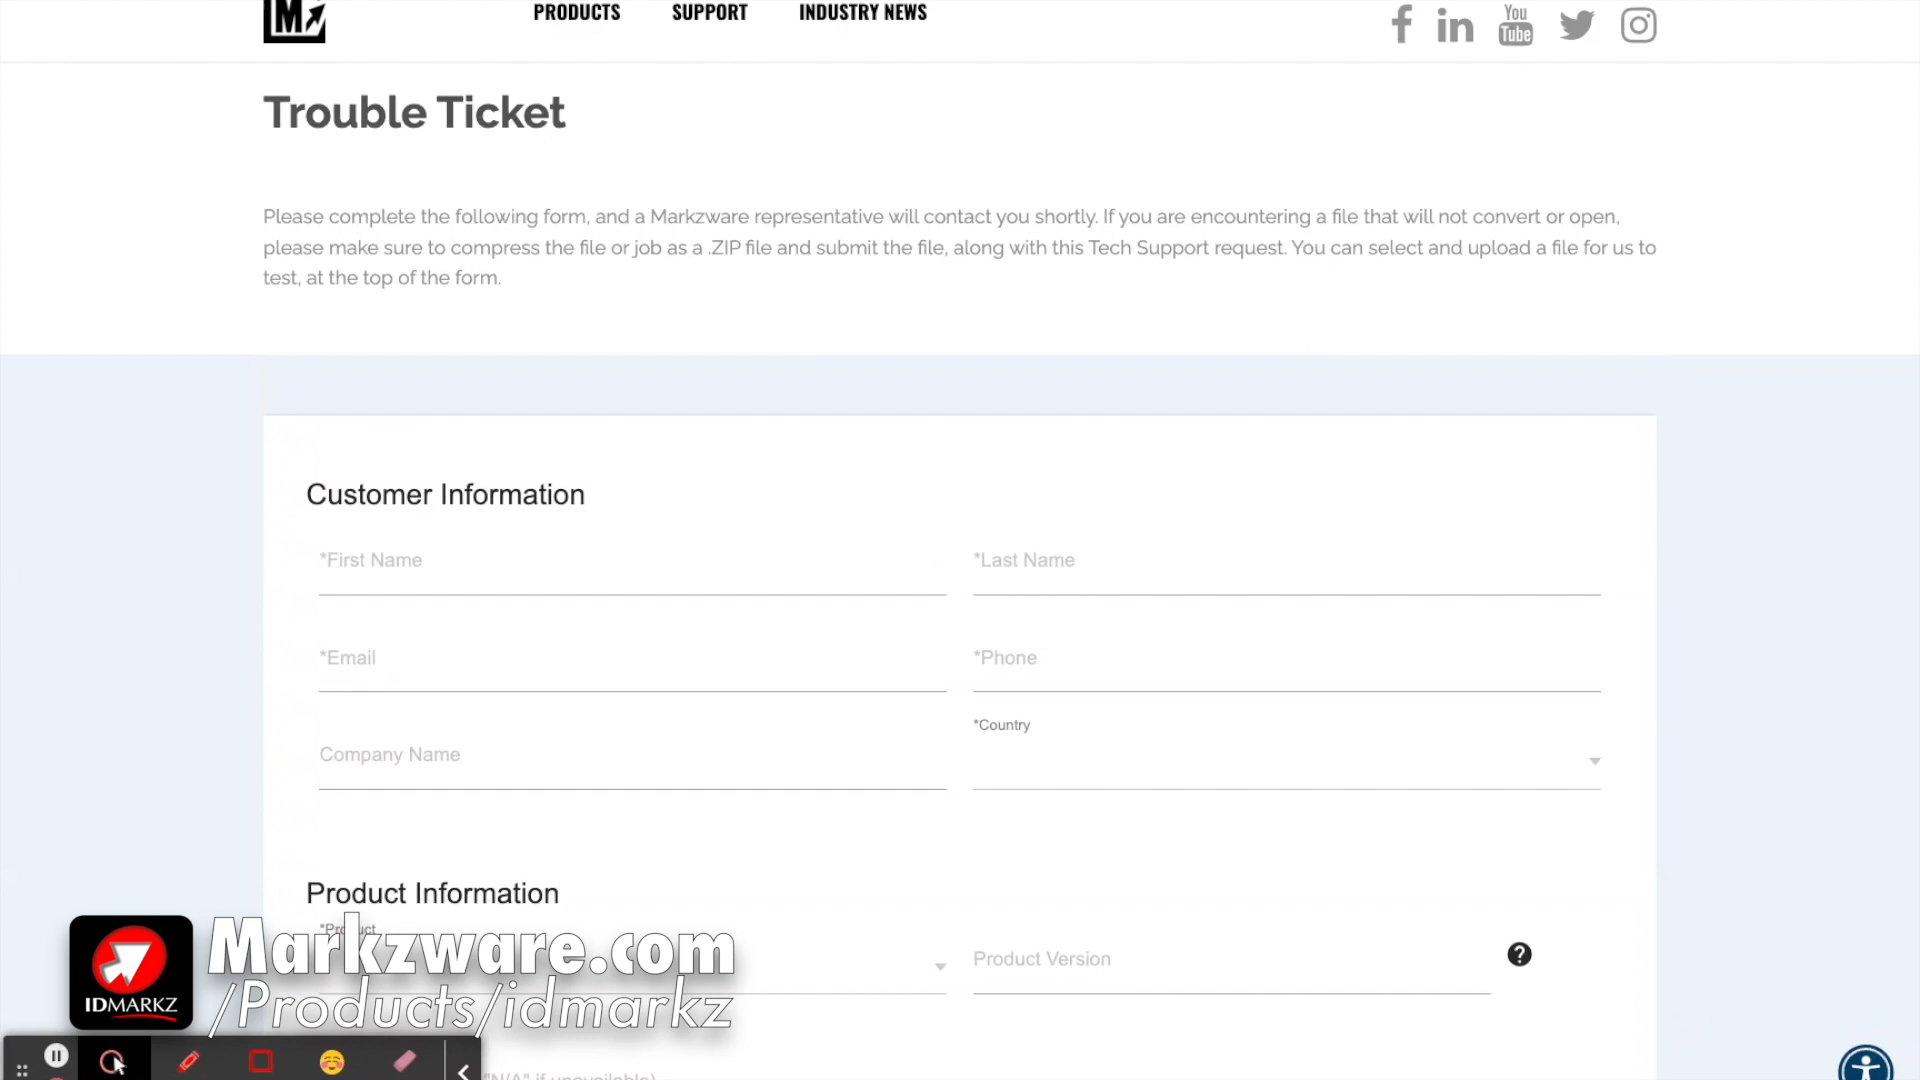 M
PRODUCTS
SUPPORT
INDUSTRY NEWS
You
Tube
Trouble Ticket
Please complete the following form, and a Markzware representative will contact you shortly. If you are encountering a file that will not convert or open,
please make sure to compress the file or job as a .ZIP file and submit the file, along with this Tech Support request. You can select and upload a file for us to
test, at the top of the form.
Customer Information
*First Name
*Last Name
*Email
*Phone
*Country
Company Name
Product Information
*Product
Product Version
?
Markzware.com
/Products/idmarkz
IDMARKZ
"N/A" if unavailable)